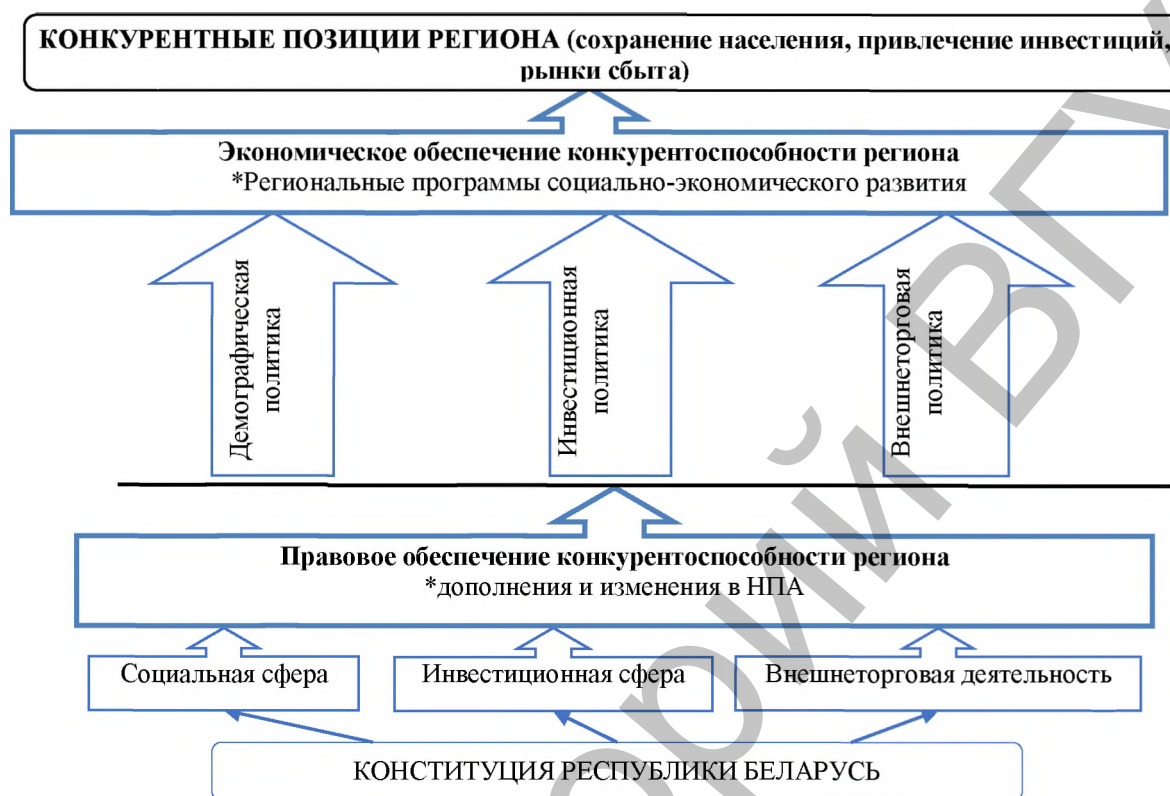 КОНКУРЕНТНЫЕ ПОЗИЦИИ РЕГИОНА (сохранение населения, привлечение инвестиций,
рынки сбыта)
Экономическое обеспечение конкурентоспособности региона
*Региональные программы социально-экономического развития
Демографическая
политика
Инвестиционная
политика
Внешнеторговая
политика
Правовое обеспечение конкурентоспособности региона
*дополнения и изменения в НПА
Социальная сфера
Инвестиционная сфера
Внешнеторговая деятельность
КОНСТИТУЦИЯ РЕСПУБЛИКИ БЕЛАРУСЬ